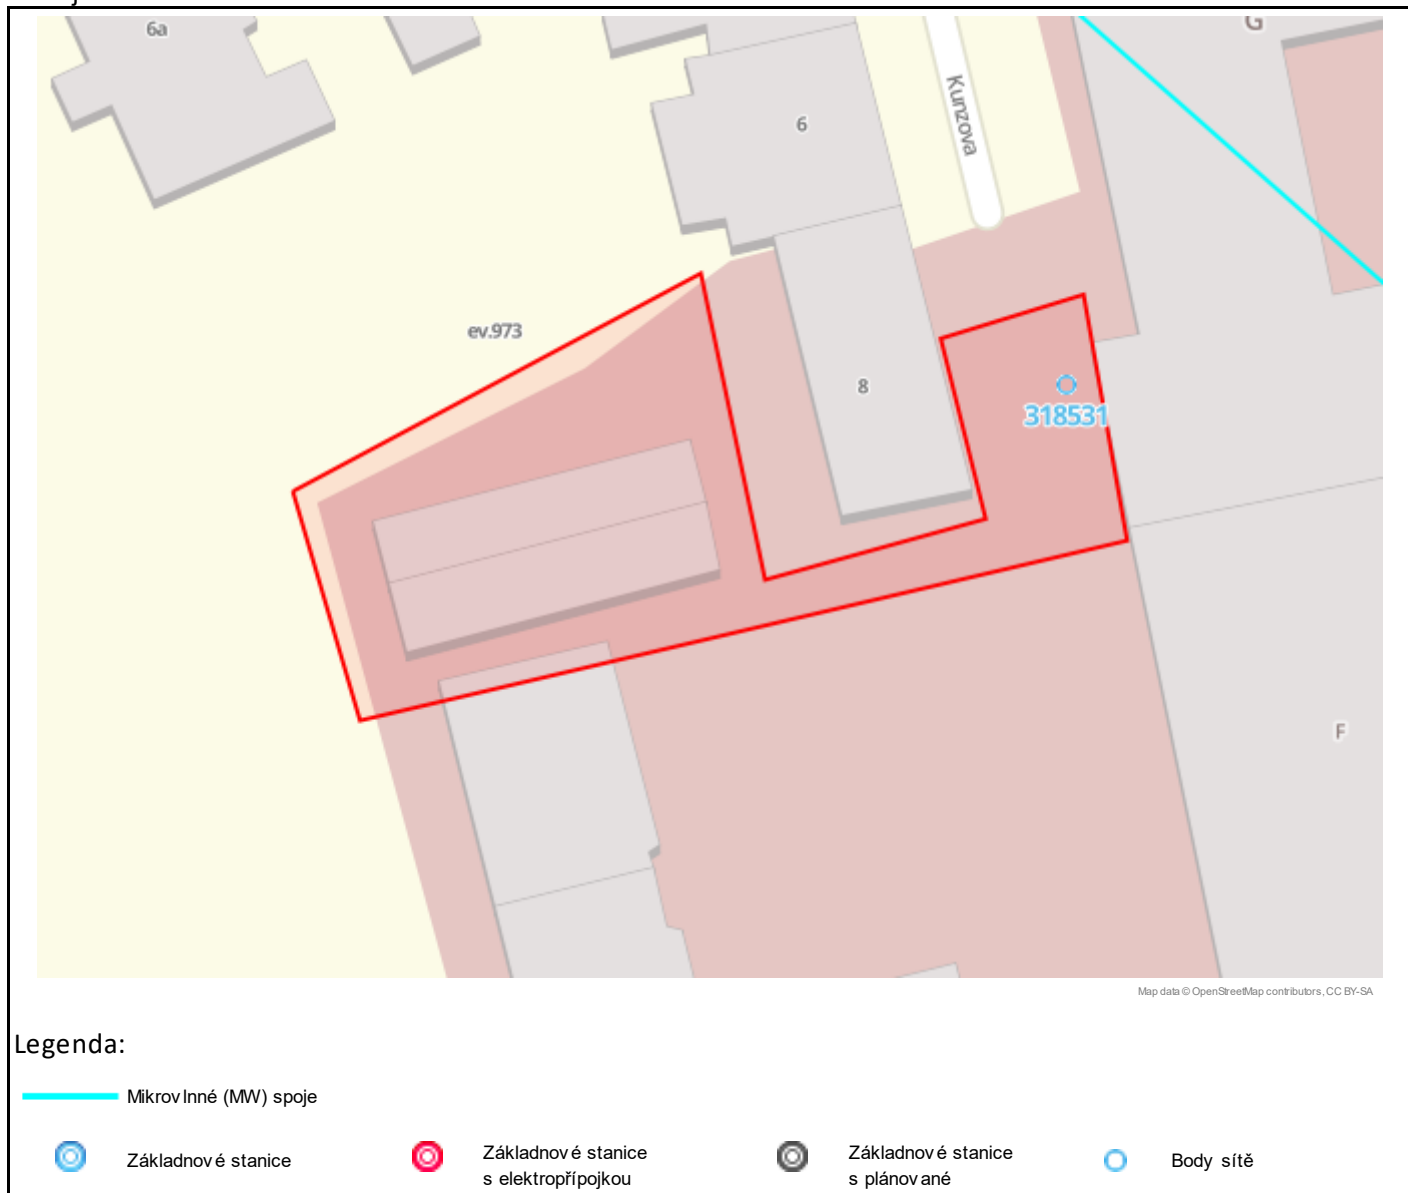 6a
G
Kunzova
6
ev.973
8
318531
F
Map data © OpenStreetMap contributors, CC BY-SA
Legenda:
Mikrovlnné (MW) spoje
Základnové stanice
Základnové stanice
s elektropřípojkou
Základnové stanice
s plánované
Body sítě